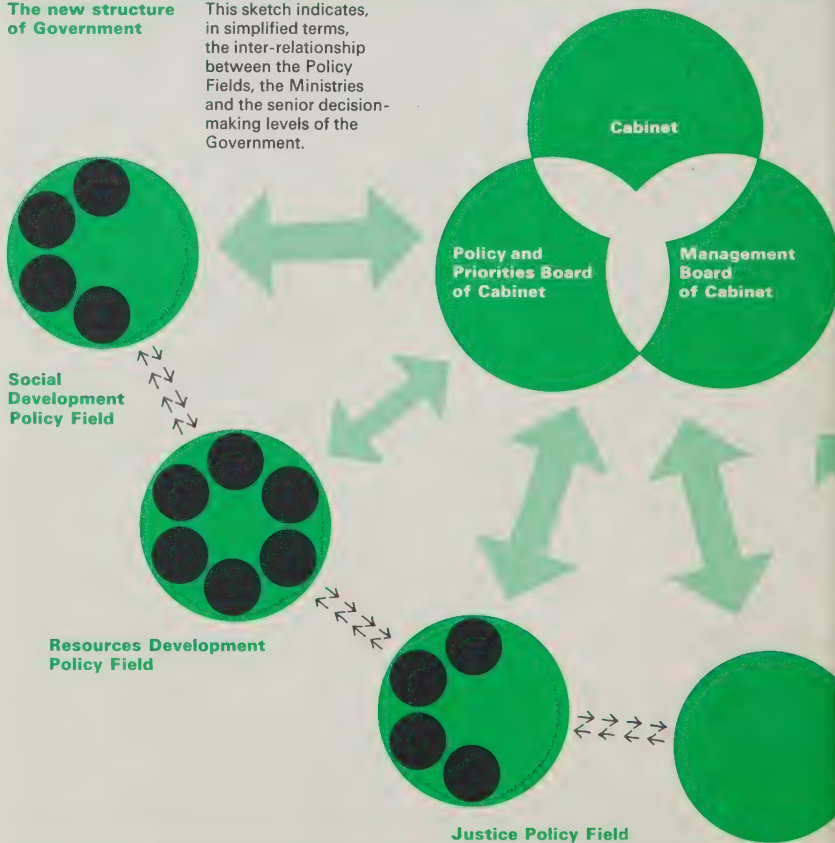 The new structure
of Government
This sketch indicates,
in simplified terms,
the inter-relationship
between the Policy
Fields, the Ministries
and the senior decision-
making levels of the
Government.
Cabinet
Policy and
Priorities Board
of Cabinet
Management
Board
of Cabinet
Social
Development
Policy Field
Resources Development
Policy Field
Justice Policy Field